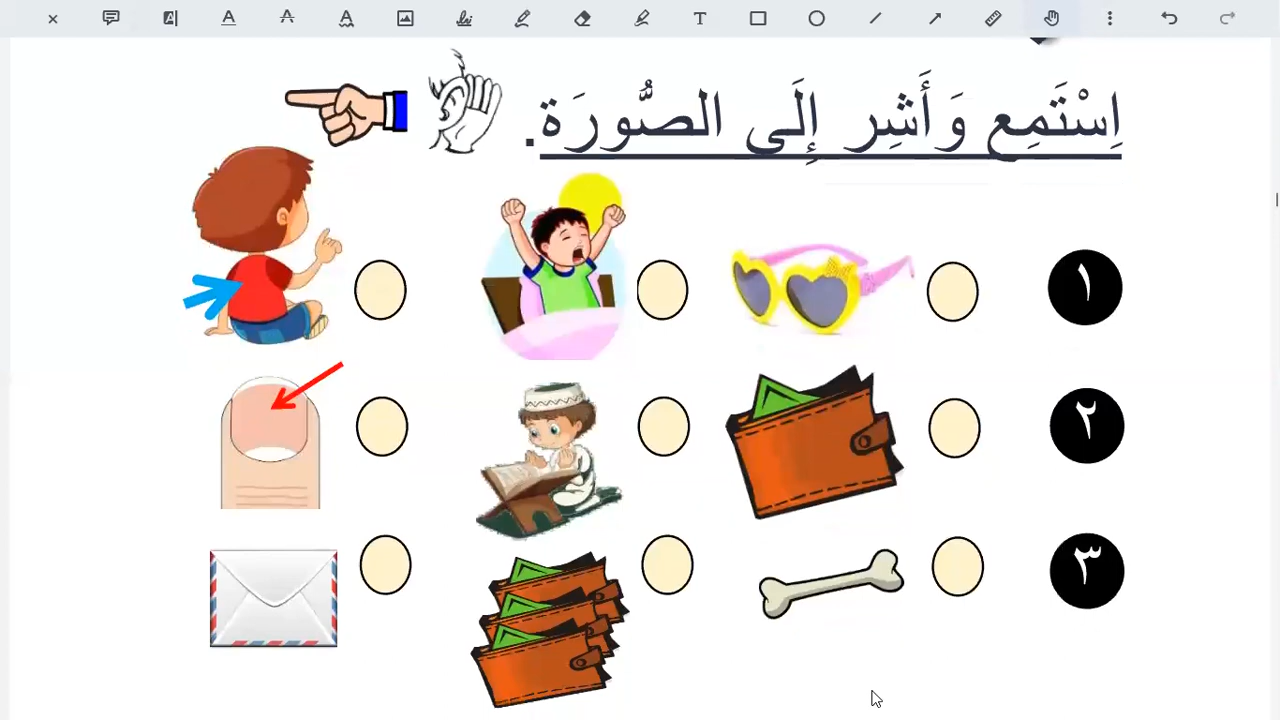 اِسْتَمِع وَأَشِر إِلَى الصُّورَة.
١
٢
٣